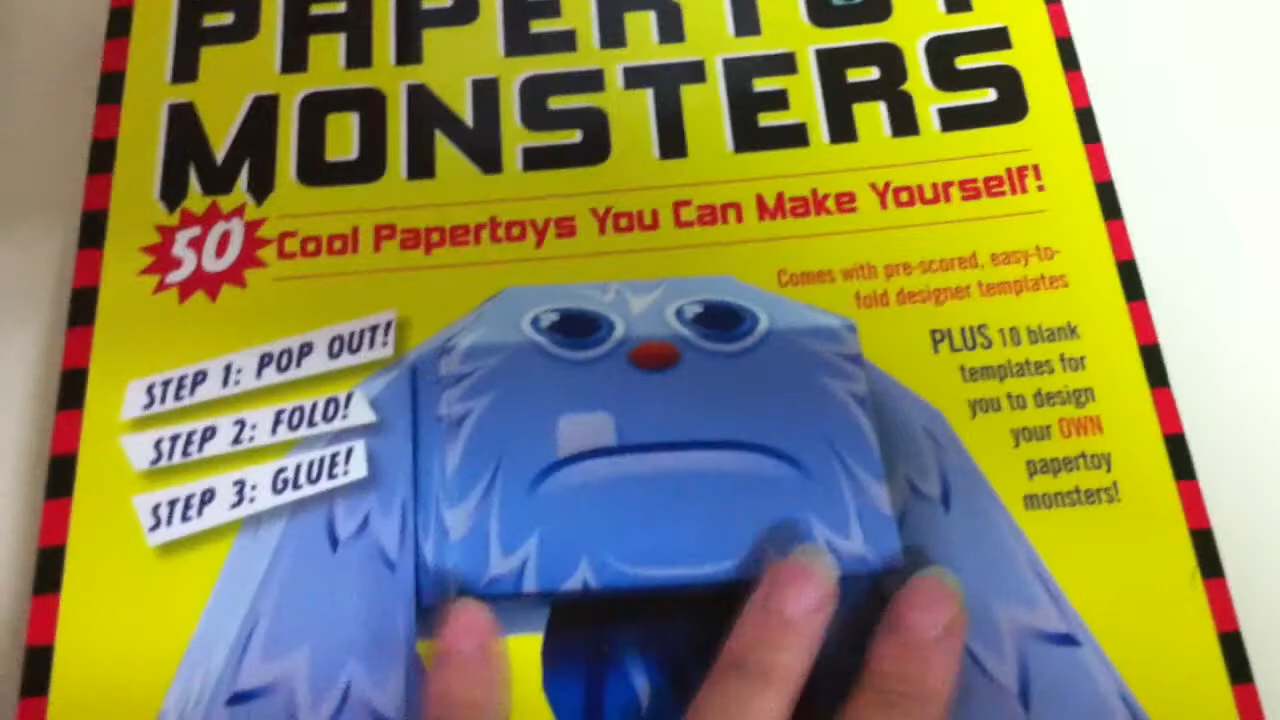 PAPERTOY
MONSTERS
50 Cool Papertoys You Can Make Yourself!
Comes with pre-scored, easy-to-
fold designer templates
PLUS 10 blank
templates for
you to design
your OWN
papertoy
monsters!
STEP 1: POP OUT!
STEP 2: FOLD!
STEP 3: GLUE!